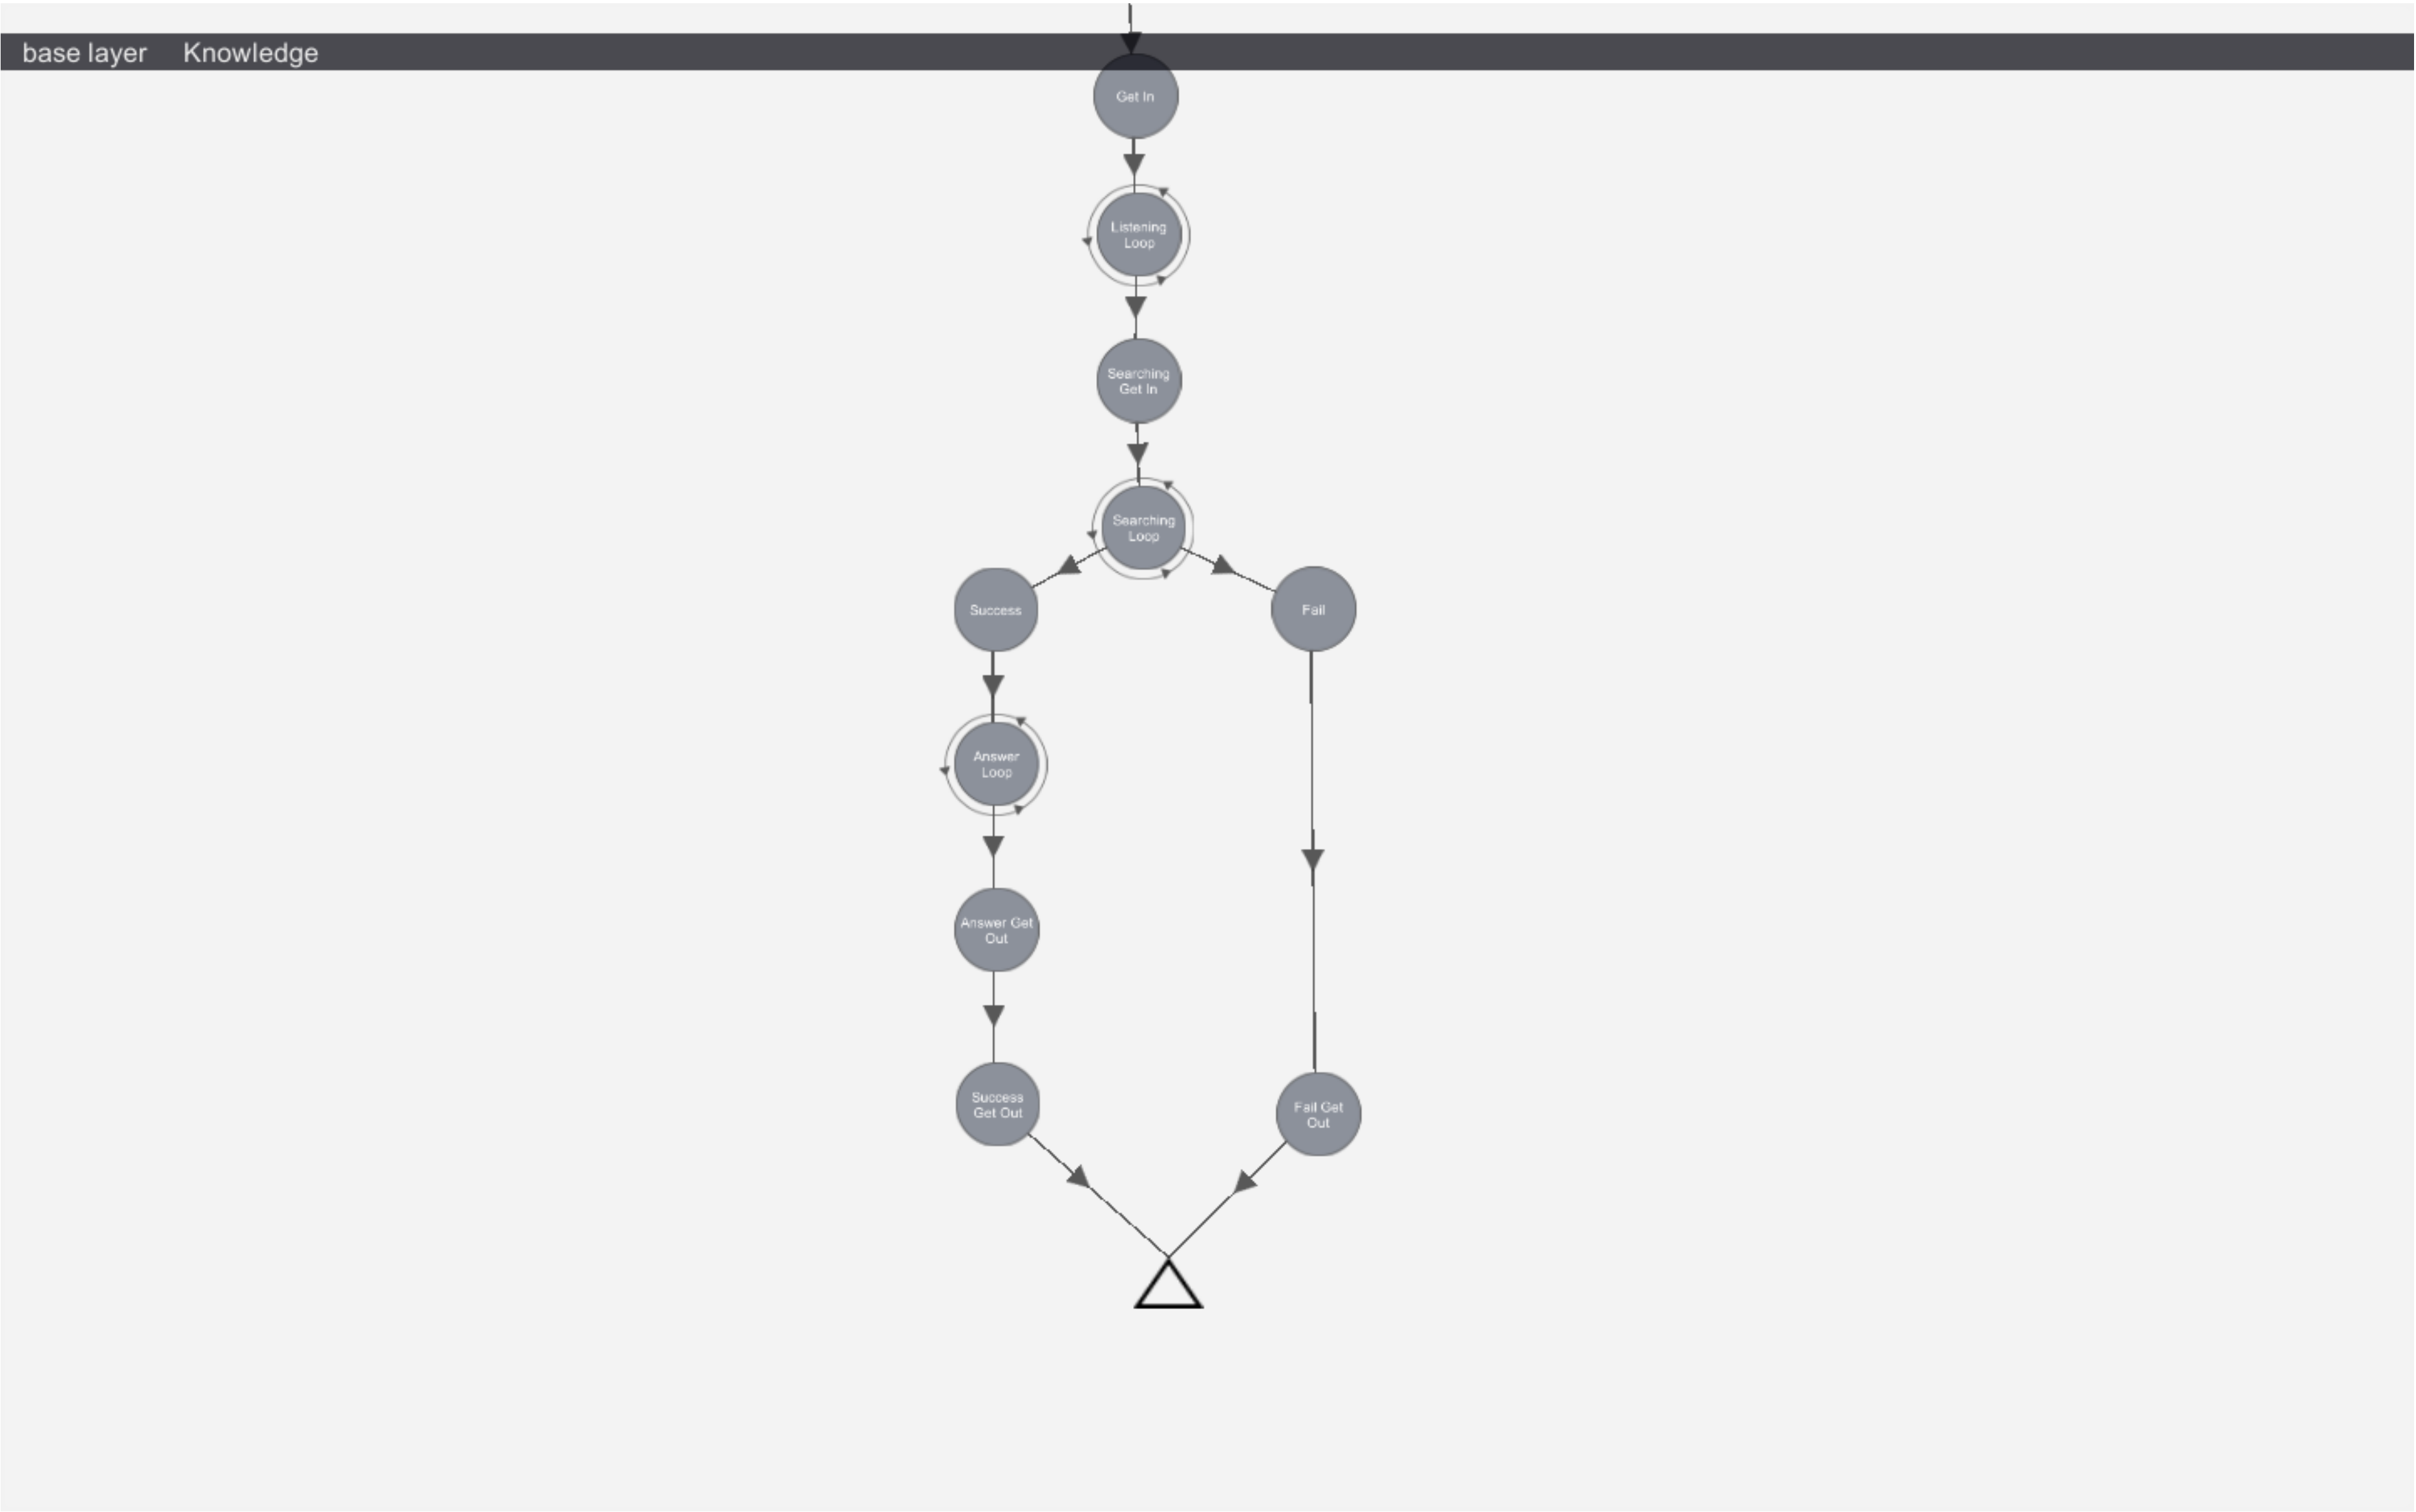 base layer Knowledge
Get In
Listening
Loop
Searching
Get In
Searching
Loop
Success
Fail
Answer
Loop
Answer Get
Out
Success
Get Out
Fail Get
Out